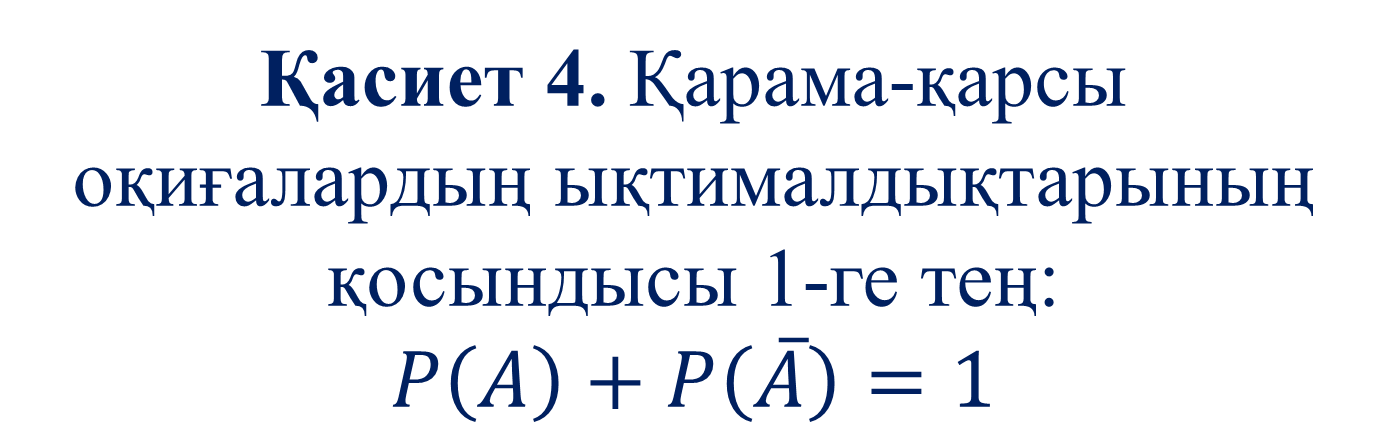 Қасиет 4. Қарама-қарсы
оқиғалардың ықтималдықтарының
қосындысы 1-ге тең:
𝑃(𝐴) + 𝑃(𝐴̅) = 1